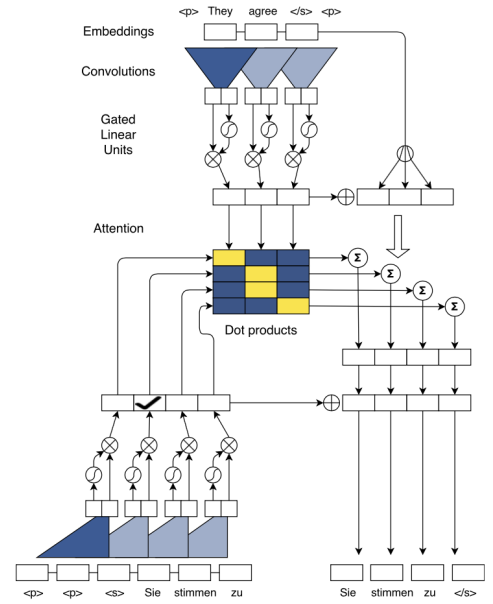 <p> They agree </s> <p>
Embeddings
Convolutions
Gated
Linear
Units
Attention
Σ
Σ
Σ
Σ
Dot products
<p> <p> <s> Sie stimmen zu
Sie stimmen zu </s>